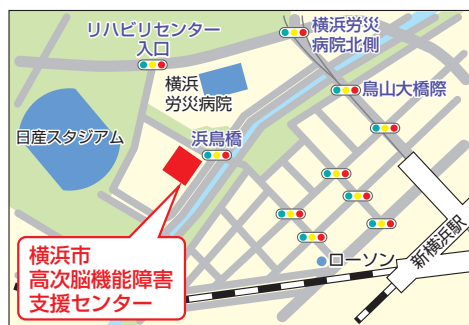 リハビリセンター
入口
横浜労災
病院北側
横浜
労災病院
鳥山大橋際
日産スタジアム
浜鳥橋
横浜市
高次脳機能障害
支援センター
ローソン
新横浜駅